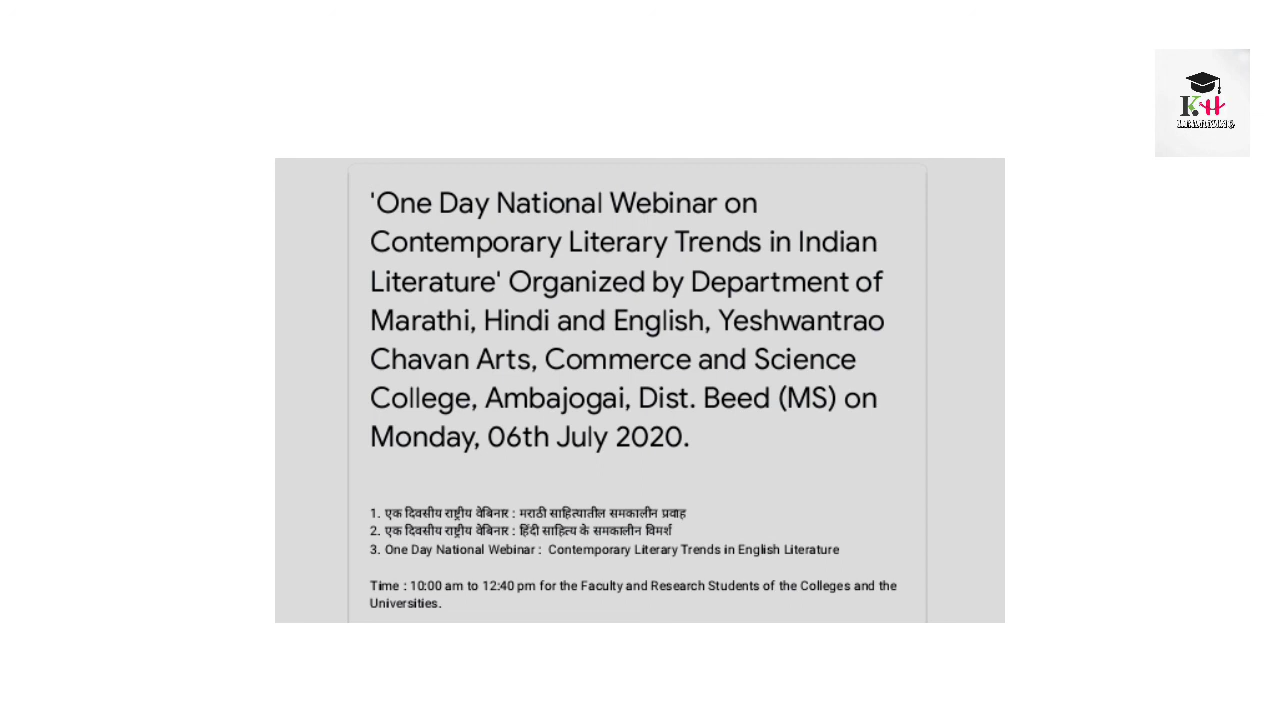 'One Day National Webinar on
Contemporary Literary Trends in Indian
Literature' Organized by Department of
Marathi, Hindi and English, Yeshwantrao
Chavan Arts, Commerce and Science
College, Ambajogai, Dist. Beed (MS) on
Monday, 06th July 2020.
1. एक दिवसीय राष्ट्रीय वेबिनार : मराठी साहित्यातील समकालीन प्रवाह
2. एक दिवसीय राष्ट्रीय वेबिनार : हिंदी साहित्य के समकालीन विमर्श
3. One Day National Webinar : Contemporary Literary Trends in English Literature
Time : 10:00 am to 12:40 pm for the Faculty and Research Students of the Colleges and the
Universities.
KH